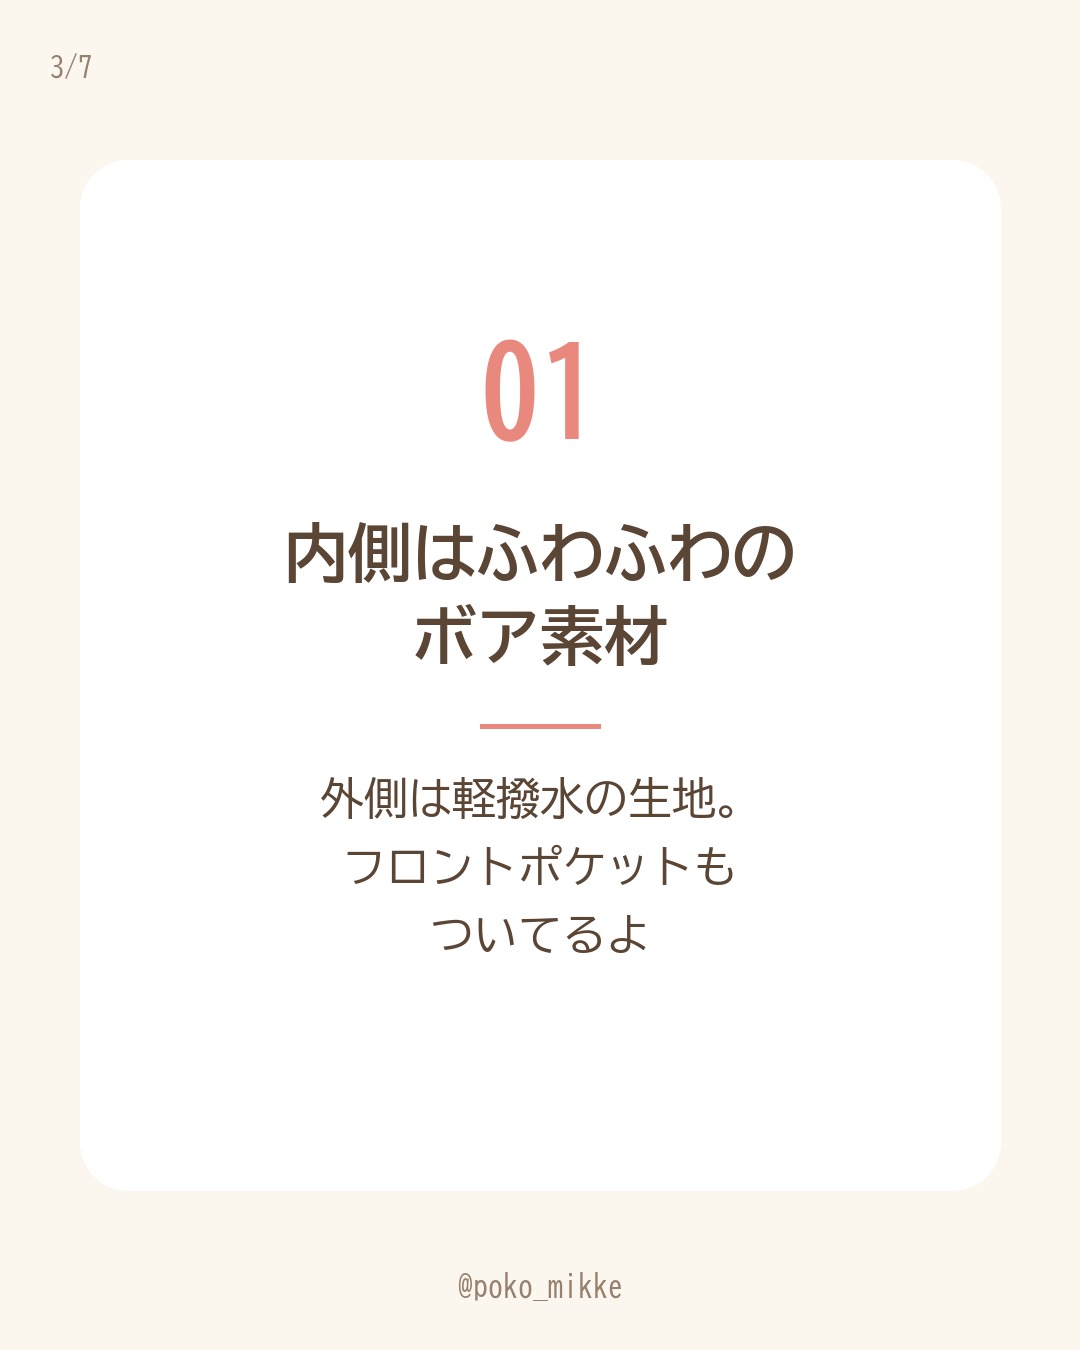 3/7
01
内側はふわふわの
ボア素材
外側は軽撥水の生地。
フロントポケットも
ついてるよ
@poko_mikke